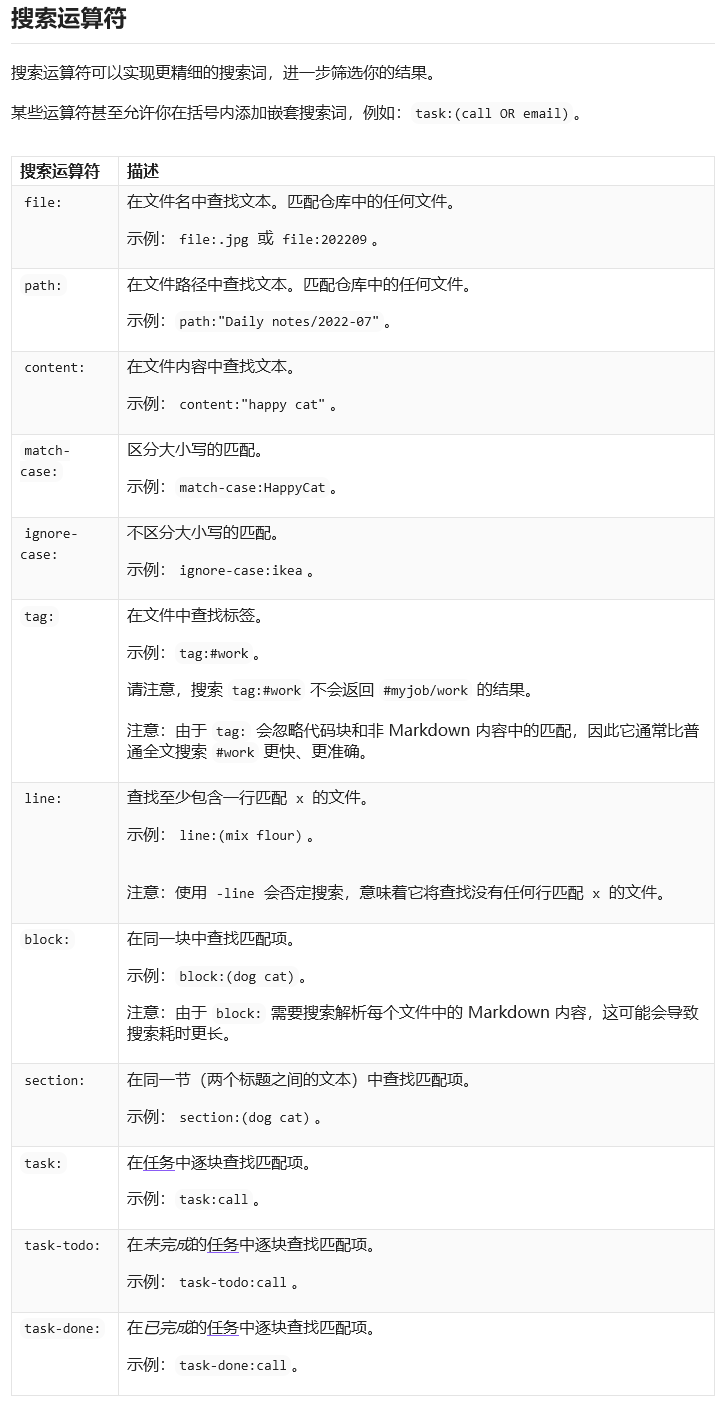 搜索运算符
搜索运算符可以实现更精细的搜索词，进一步筛选你的结果。
某些运算符甚至允许你在括号内添加嵌套搜索词，例如： task:(call OR email) 。
搜索运算符 描述
file: 在文件名中查找文本。匹配仓库中的任何文件。
示例： file:.jpg 或 file:202209 。
path: 在文件路径中查找文本。匹配仓库中的任何文件。
示例： path:"Daily notes/2022-07" 。
content: 在文件内容中查找文本。
示例： content:"happy cat" 。
match-
case:
区分大小写的匹配。
示例： match-case:HappyCat 。
ignore-
case:
不区分大小写的匹配。
示例： ignore-case:ikea 。
tag: 在文件中查找标签。
示例： tag:#work 。
请注意，搜索 tag:#work 不会返回 #myjob/work 的结果。
注意：由于 tag: 会忽略代码块和非 Markdown 内容中的匹配，因此它通常比普
通全文搜索 #work 更快、更准确。
line: 查找至少包含一行匹配 x 的文件。
示例： line:(mix flour) 。
注意：使用 -line 会否定搜索，意味着它将查找没有任何行匹配 x 的文件。
block: 在同一块中查找匹配项。
示例： block:(dog cat) 。
注意：由于 block: 需要搜索解析每个文件中的 Markdown 内容，这可能会导致
搜索耗时更长。
section: 在同一节（两个标题之间的文本）中查找匹配项。
示例： section:(dog cat) 。
task: 在任务中逐块查找匹配项。
示例： task:call 。
task-todo: 在未完成的任务中逐块查找匹配项。
示例： task-todo:call 。
task-done: 在已完成的任务中逐块查找匹配项。
示例： task-done:call 。